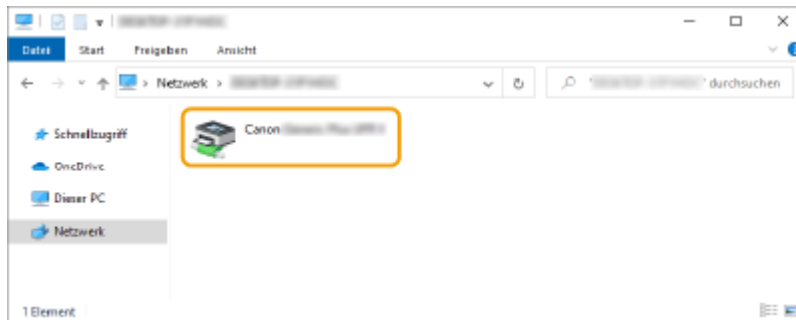 Datei Start Freigeben Ansicht
Netzwerk
durchsuchen
Schnellzugriff
Canon
OneDrive
Dieser PC
Netzwerk
1 Element